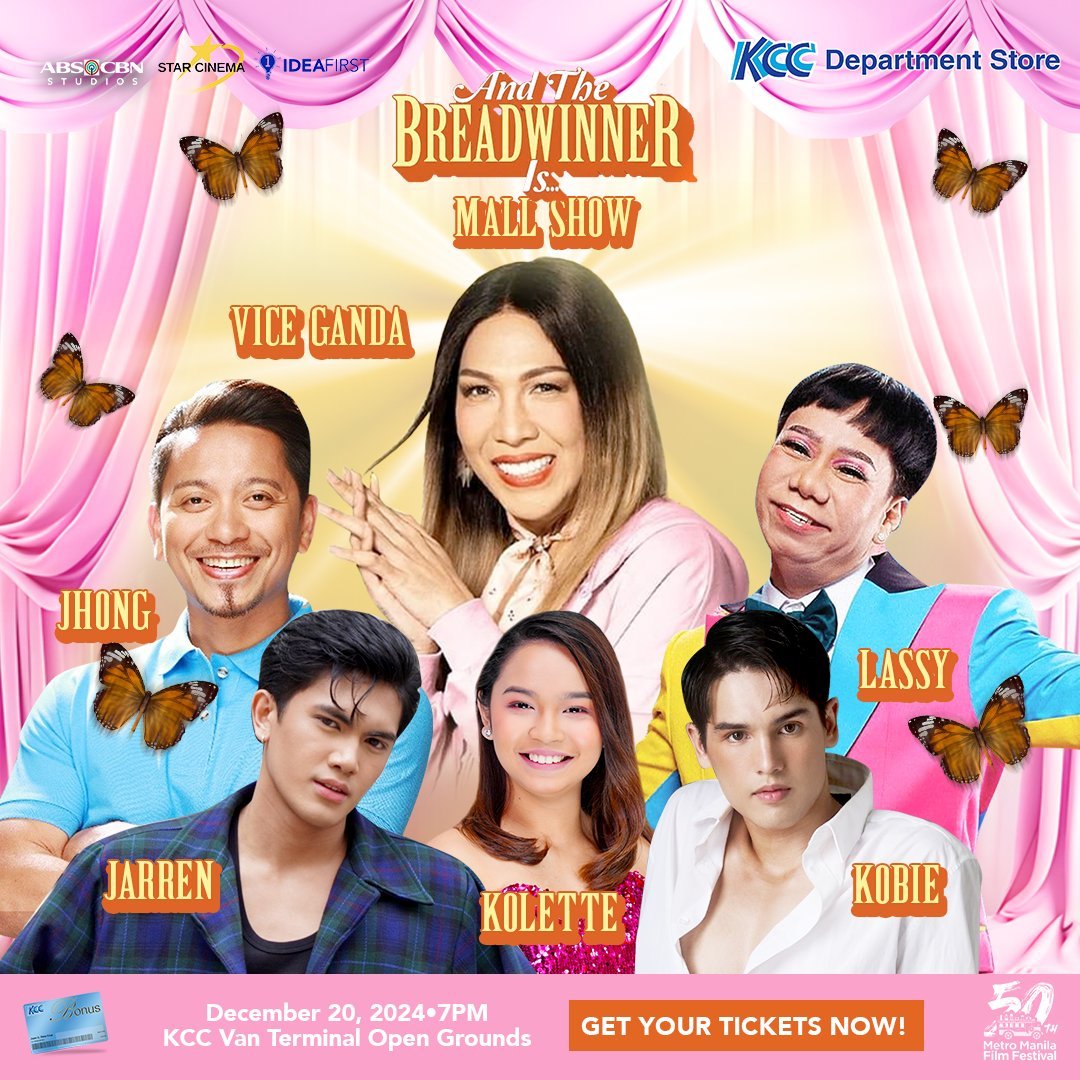 ABS-CBN
STUDIOS
STAR CINEMA
IDEAFIRST
KCC Department Store
And The
BREADWINNER
Is...
MALL SHOW
VICE GANDA
JHONG
LASSY
JARREN
KOLETTE
KOBIE
KCC Bonus
December 20, 2024•7PM
KCC Van Terminal Open Grounds
GET YOUR TICKETS NOW!
50TH
Metro Manila
Film Festival